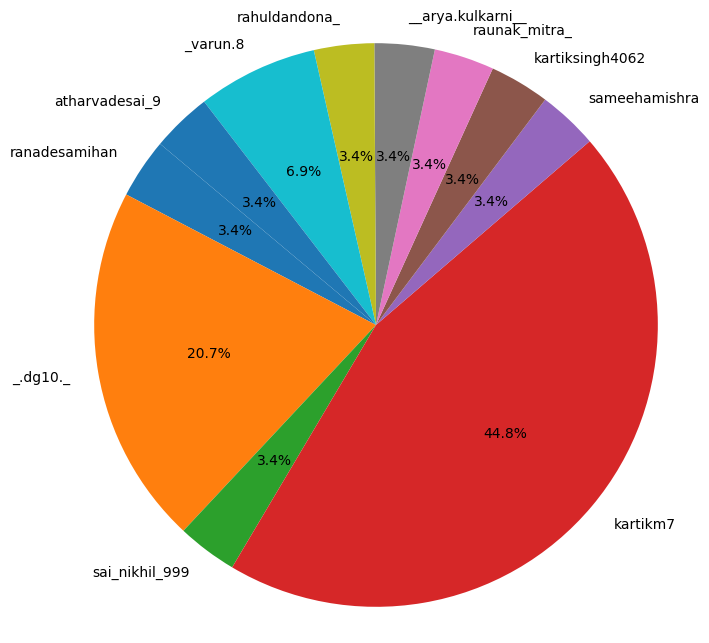 rahuldandona_
__arya.kulkarni__
raunak_mitra_
_varun.8
kartiksingh4062
atharvadesai_9
sameehamishra
ranadesamihan
3.4%
3.4%
3.4%
6.9%
3.4%
3.4%
3.4%
3.4%
20.7%
_.dg10._
44.8%
3.4%
kartikm7
sai_nikhil_999